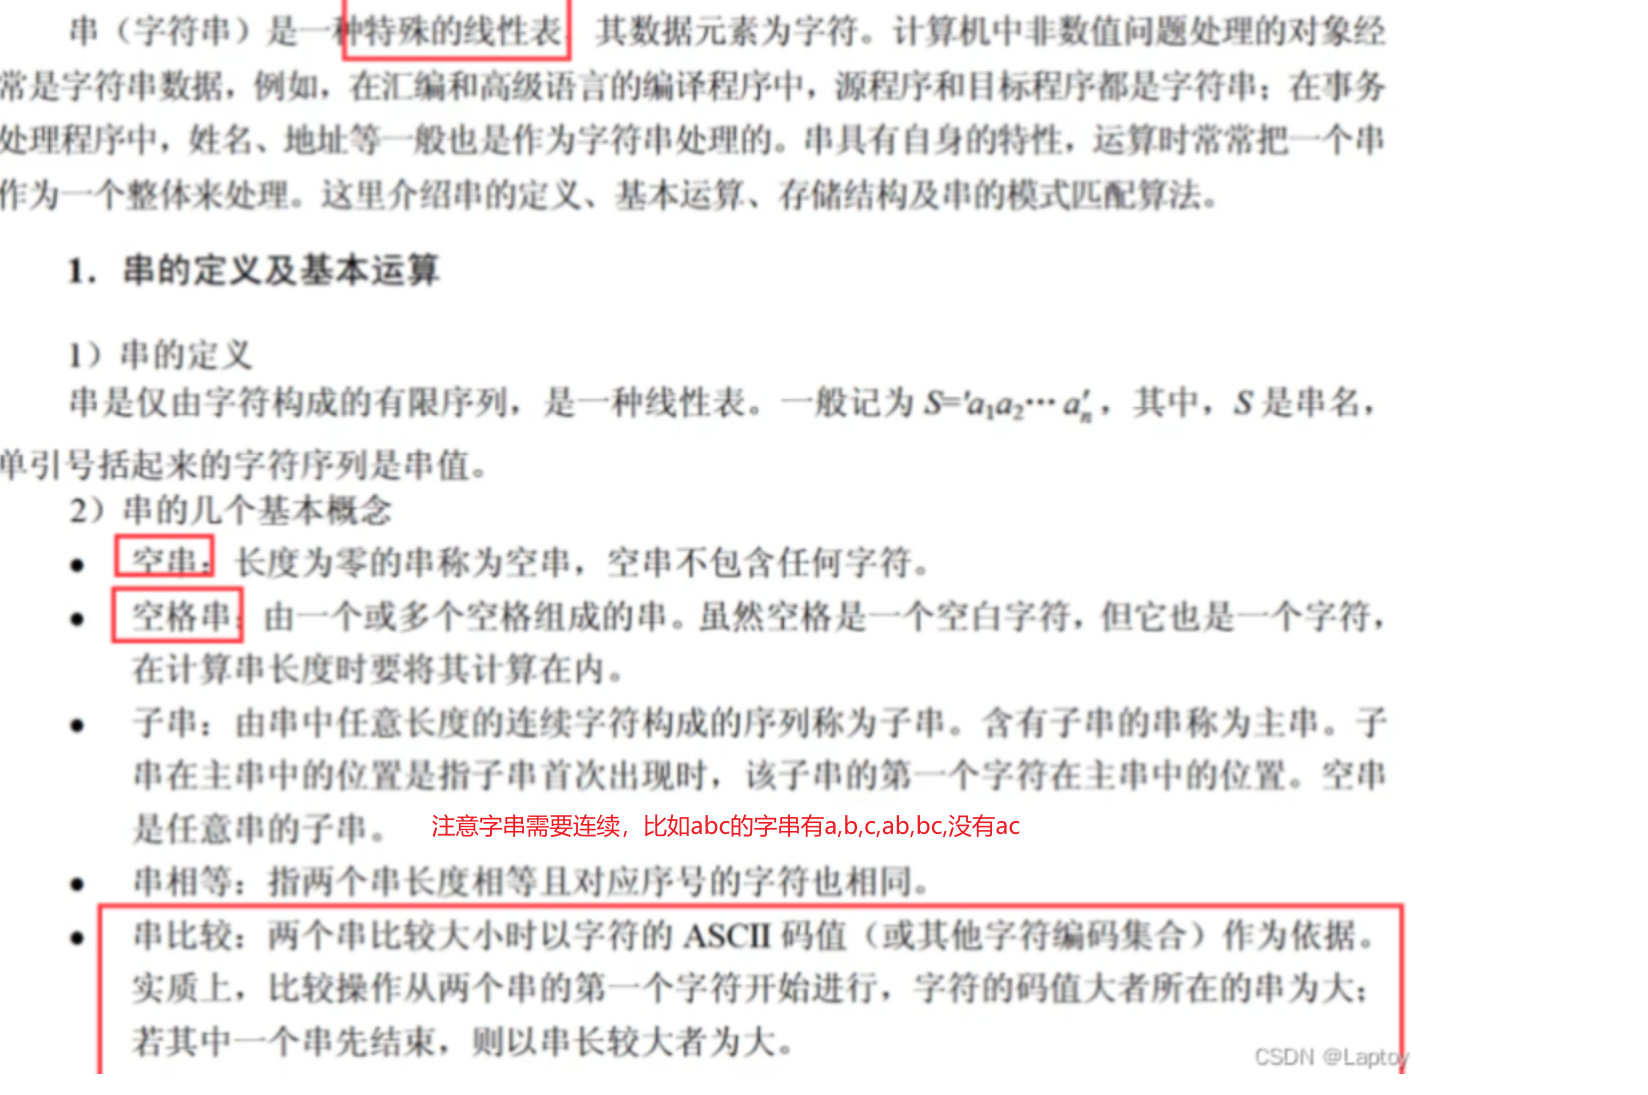 串（字符串）是一种特殊的线性表，其数据元素为字符。计算机中非数值问题处理的对象经
常是字符串数据，例如，在汇编和高级语言的编译程序中，源程序和目标程序都是字符串；在事务
处理程序中，姓名、地址等一般也是作为字符串处理的。串具有自身的特性，运算时常常把一个串
作为一个整体来处理。这里介绍串的定义、基本运算、存储结构及串的模式匹配算法。
1．串的定义及基本运算
1）串的定义
串是仅由字符构成的有限序列，是一种线性表。一般记为 S='a₁a₂⋯aₙ'，其中，S 是串名，
单引号括起来的字符序列是串值。
2）串的几个基本概念
● 空串：长度为零的串称为空串，空串不包含任何字符。
● 空格串：由一个或多个空格组成的串。虽然空格是一个空白字符，但它也是一个字符，
在计算串长度时要将其计算在内。
● 子串：由串中任意长度的连续字符构成的序列称为子串。含有子串的串称为主串。子
串在主串中的位置是指子串首次出现时，该子串的第一个字符在主串中的位置。空串
是任意串的子串。 注意字串需要连续，比如abc的字串有a,b,c,ab,bc,没有ac
● 串相等：指两个串长度相等且对应序号的字符也相同。
● 串比较：两个串比较大小时以字符的 ASCII 码值（或其他字符编码集合）作为依据。
实质上，比较操作从两个串的第一个字符开始进行，字符的码值大者所在的串为大；
若其中一个串先结束，则以串长较大者为大。
CSDN @Laptoy